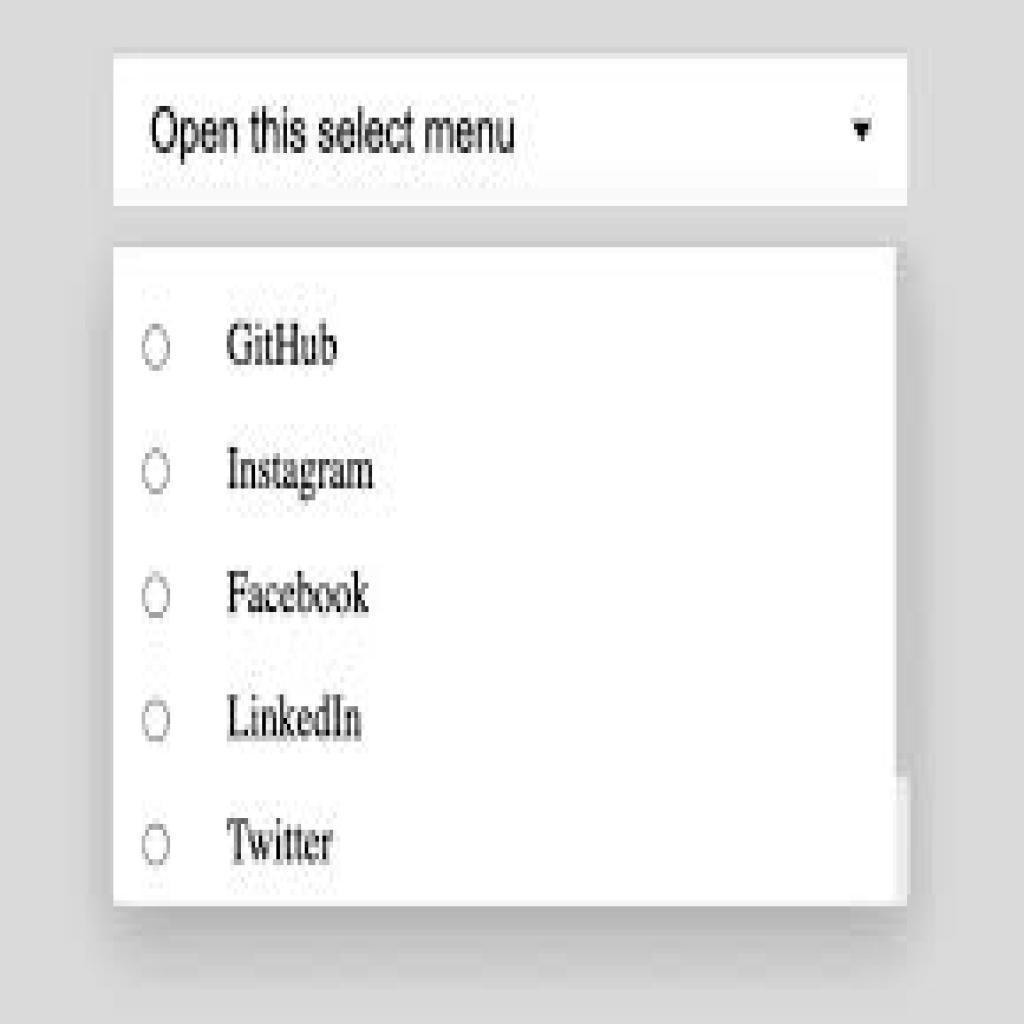 Open this select menu
GitHub
Instagram
Facebook
LinkedIn
Twitter